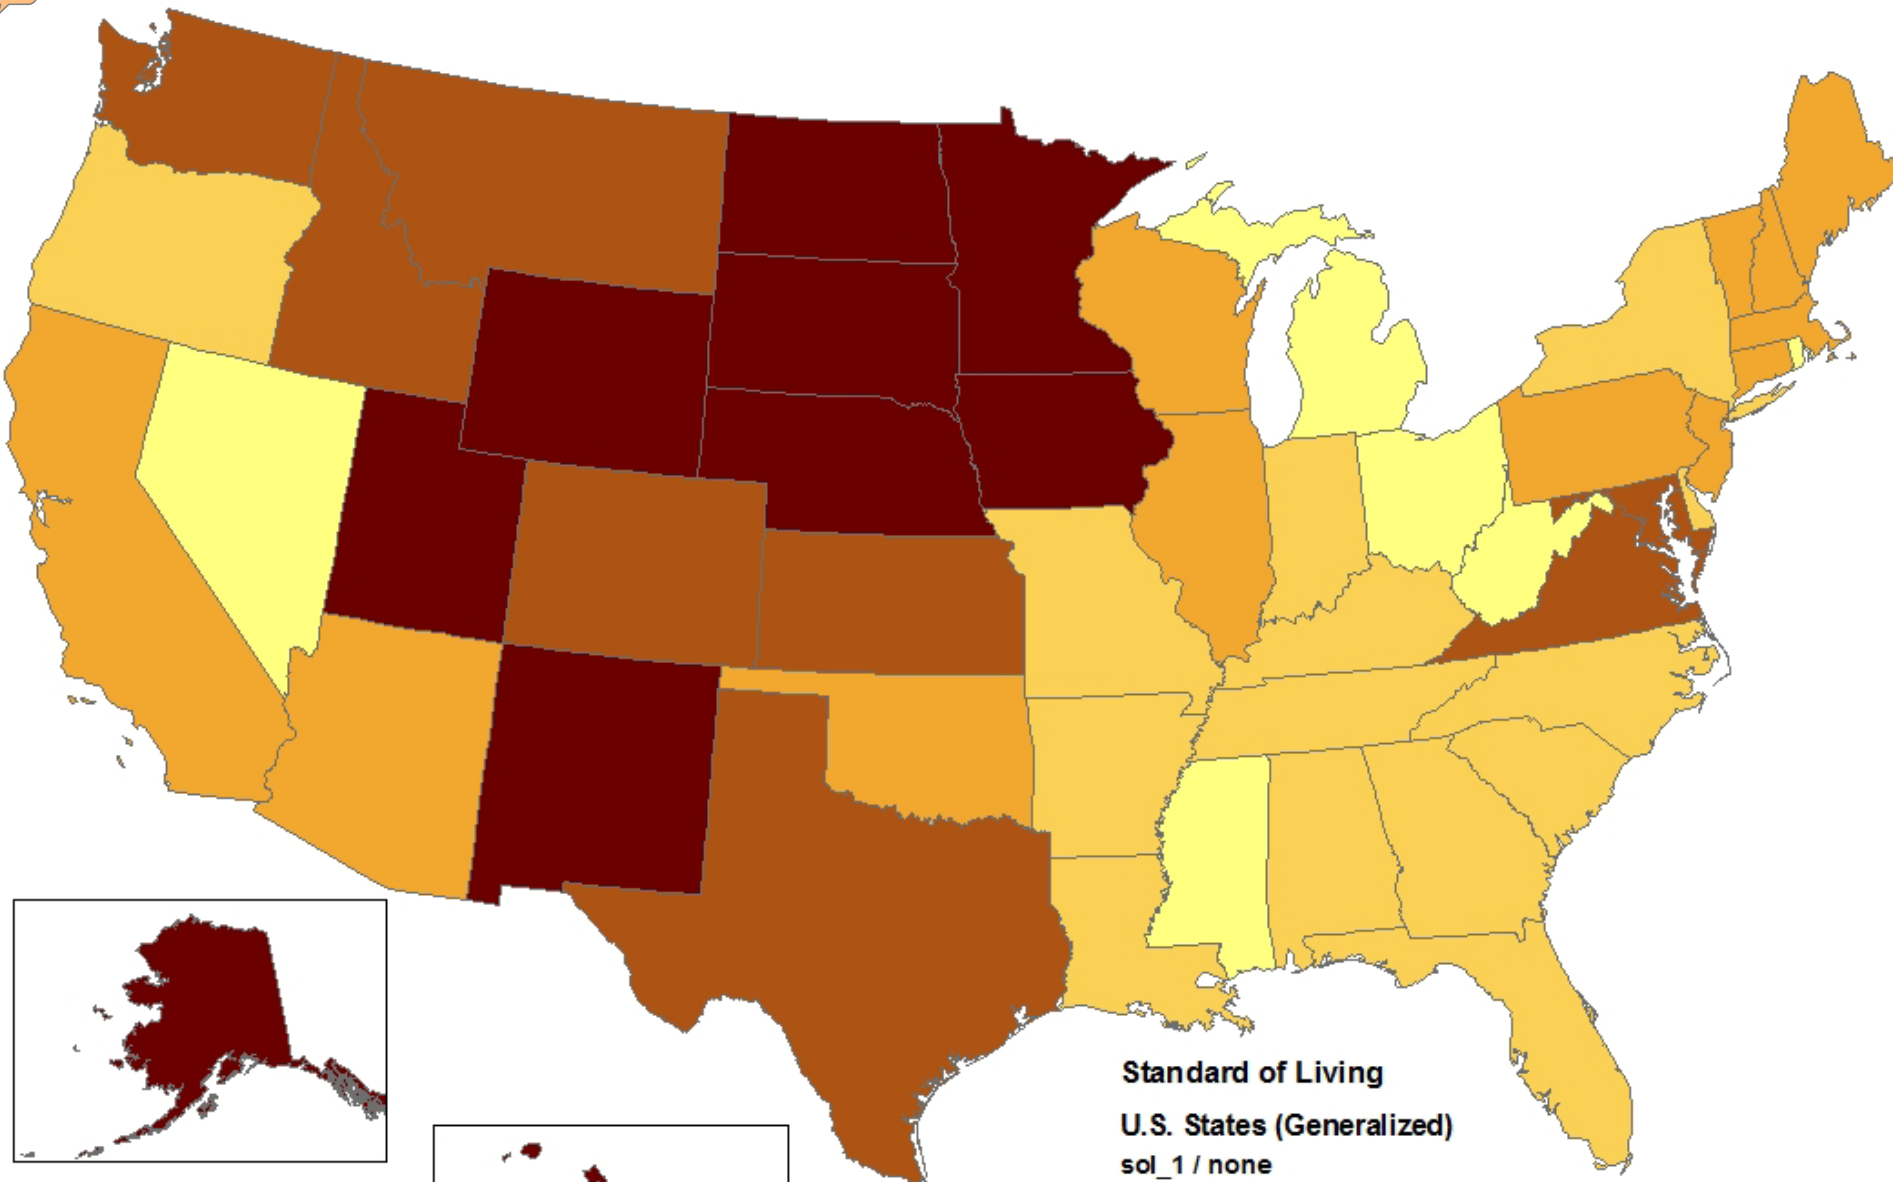 Standard of Living
U.S. States (Generalized)
sol_1 / none